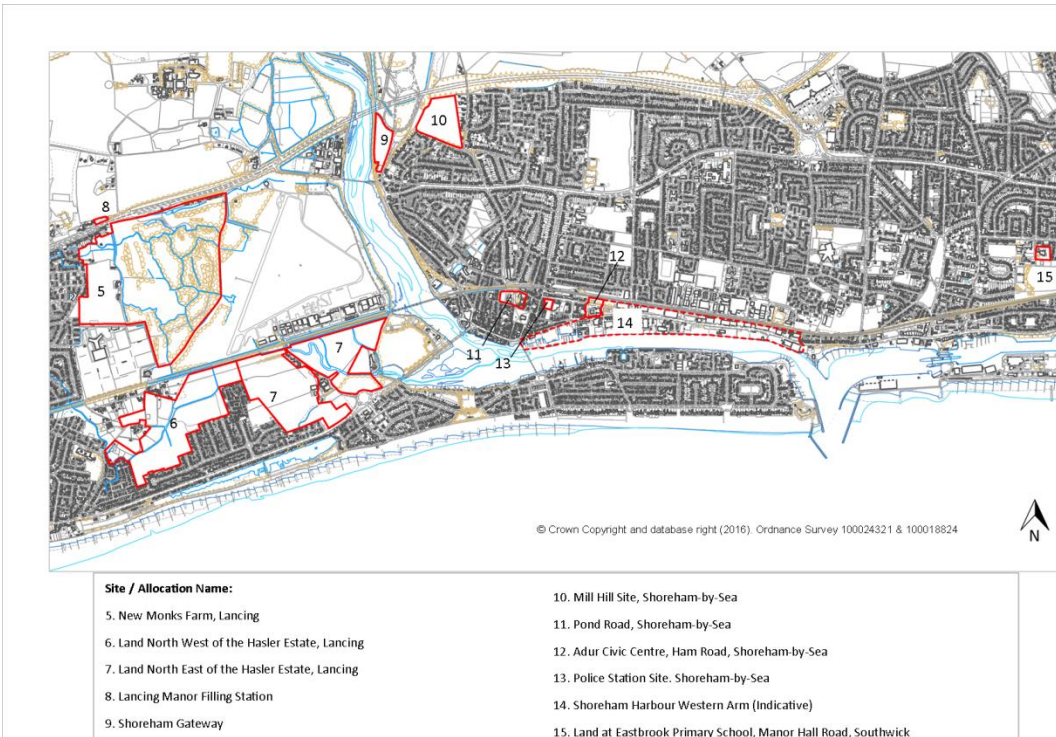 10
9
8
12
5
15
14
7
11
13
7
6
© Crown Copyright and database right (2016). Ordnance Survey 100024321 & 100018824
N
Site / Allocation Name:
5. New Monks Farm, Lancing
6. Land North West of the Hasler Estate, Lancing
7. Land North East of the Hasler Estate, Lancing
8. Lancing Manor Filling Station
9. Shoreham Gateway
10. Mill Hill Site, Shoreham-by-Sea
11. Pond Road, Shoreham-by-Sea
12. Adur Civic Centre, Ham Road, Shoreham-by-Sea
13. Police Station Site. Shoreham-by-Sea
14. Shoreham Harbour Western Arm (Indicative)
15. Land at Eastbrook Primary School, Manor Hall Road, Southwick